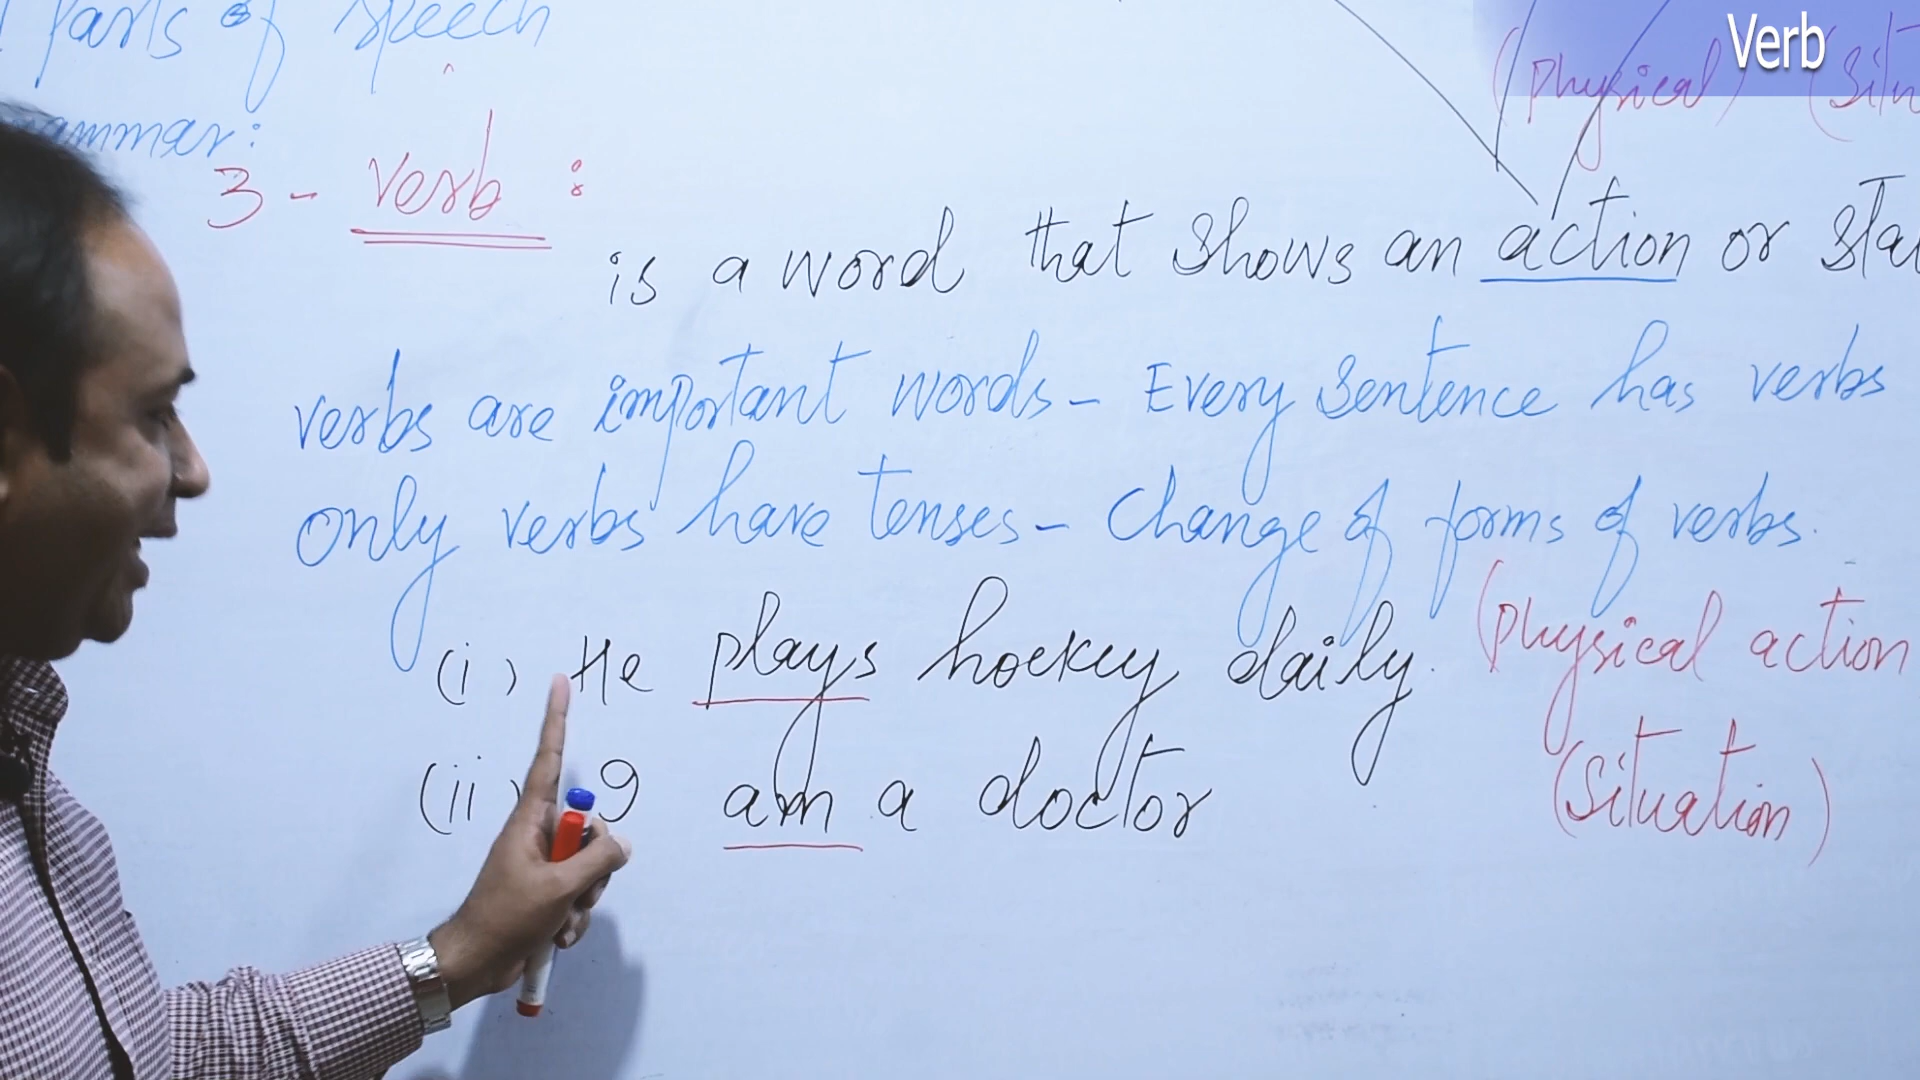 Parts of speech
Verb
(Physical) (Situ
rammar:
3 - Verb :
is a word that shows an action or sta
verbs are important words - Every sentence has verbs
only verbs have tenses - Change of forms of verbs.
(i) He plays hockey daily. (Physical action
(ii) I am a doctor (Situation)